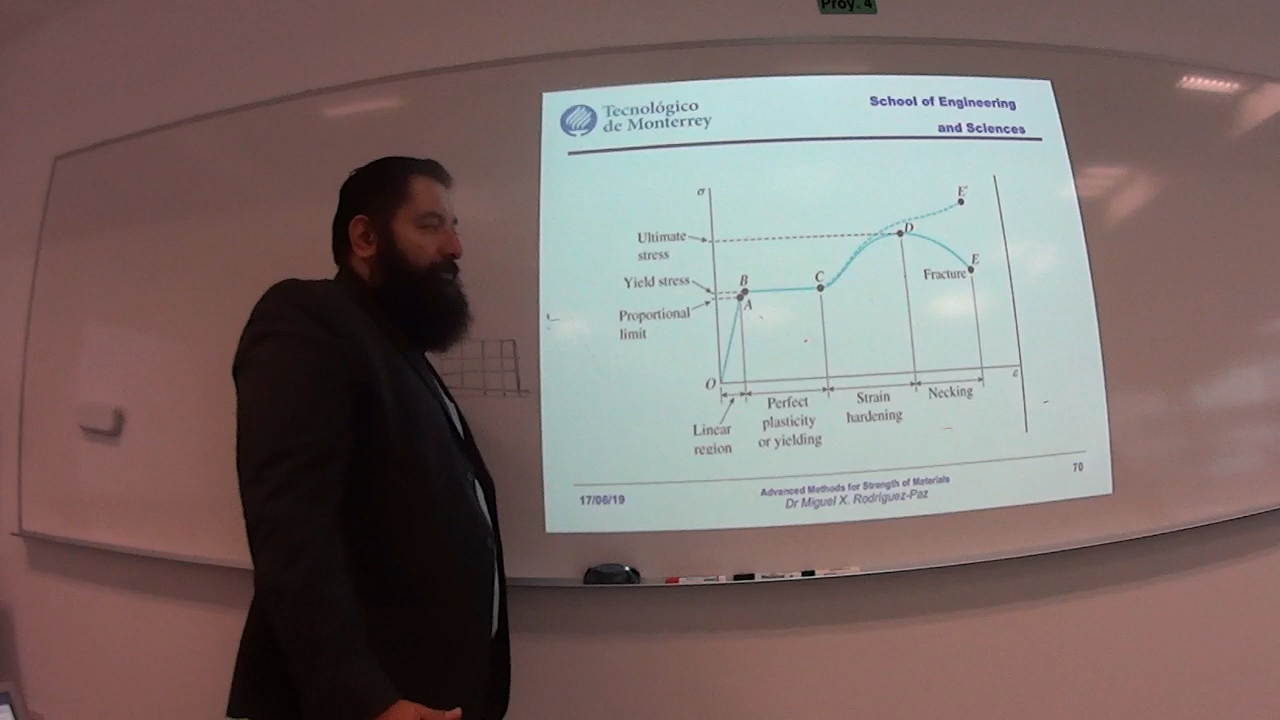 Proy. 4
Tecnológico
de Monterrey
School of Engineering
and Sciences
σ
E'
Ultimate
stress
D
Yield stress
B
C
E
Fracture
A
Proportional
limit
O
ε
Linear
region
Perfect
plasticity
or yielding
Strain
hardening
Necking
17/06/19
Advanced Methods for Strength of Materials
Dr Miguel X. Rodríguez-Paz
70